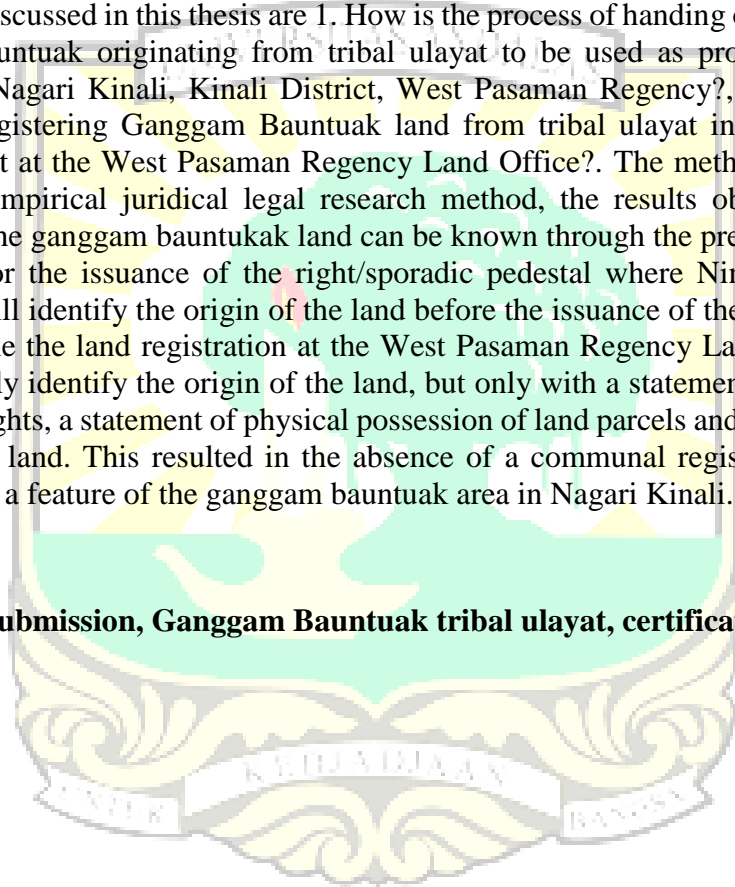 scussed in this thesis are 1. How is the process of handing
untuak originating from tribal ulayat to be used as pro
Nagari Kinali, Kinali District, West Pasaman Regency?,
gistering Ganggam Bauntuak land from tribal ulayat in
t at the West Pasaman Regency Land Office?. The meth
mpirical juridical legal research method, the results ob
he ganggam bauntukak land can be known through the pre
or the issuance of the right/sporadic pedestal where Nin
ill identify the origin of the land before the issuance of the
e the land registration at the West Pasaman Regency La
ly identify the origin of the land, but only with a statemen
ghts, a statement of physical possession of land parcels and
land. This resulted in the absence of a communal regis
a feature of the ganggam bauntuak area in Nagari Kinali.
ubmission, Ganggam Bauntuak tribal ulayat, certifica
UNTUK KEDJADJAAN BANGSA